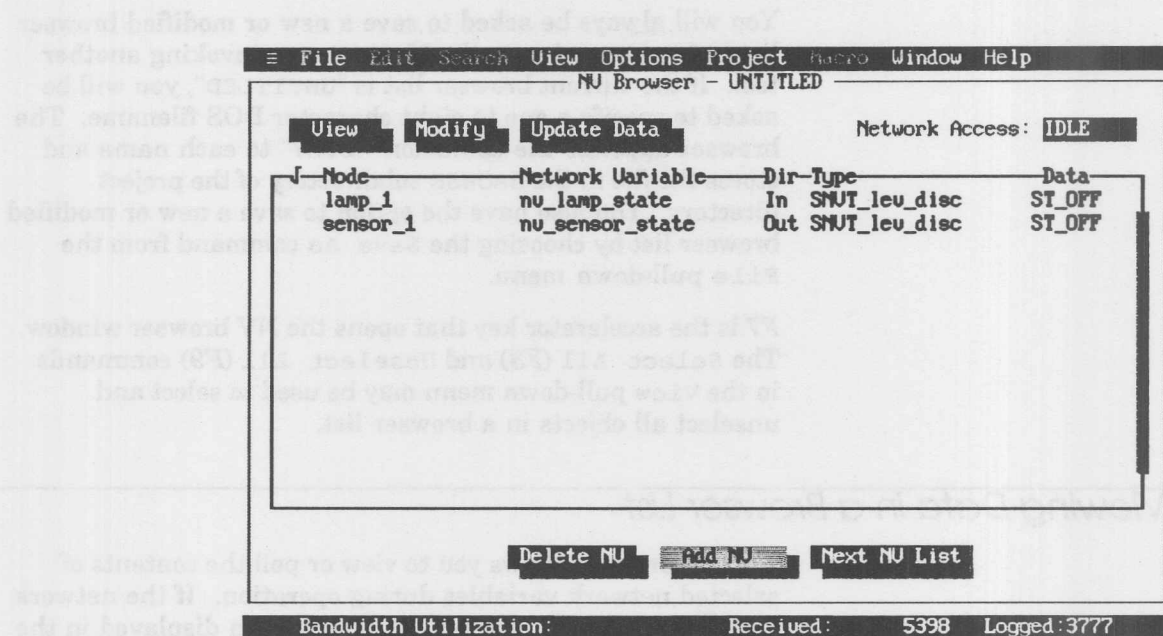 ≡ File Edit Search View Options Project Macro Window Help
NV Browser: UNTITLED
View Modify Update Data Network Access: IDLE
√ Node Network Variable Dir Type Data
lamp_1 nv_lamp_state In SNVT_lev_disc ST_OFF
sensor_1 nv_sensor_state Out SNVT_lev_disc ST_OFF
Delete NV Add NV Next NV List
Bandwidth Utilization: Received: 5398 Logged:3777